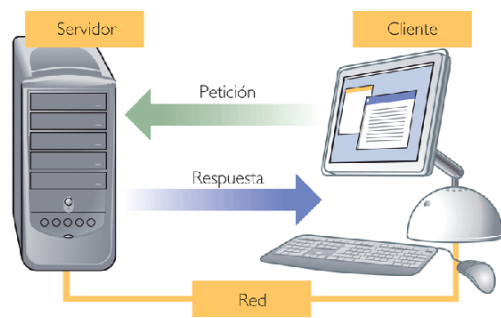 Servidor
Cliente
Petición
Respuesta
Red